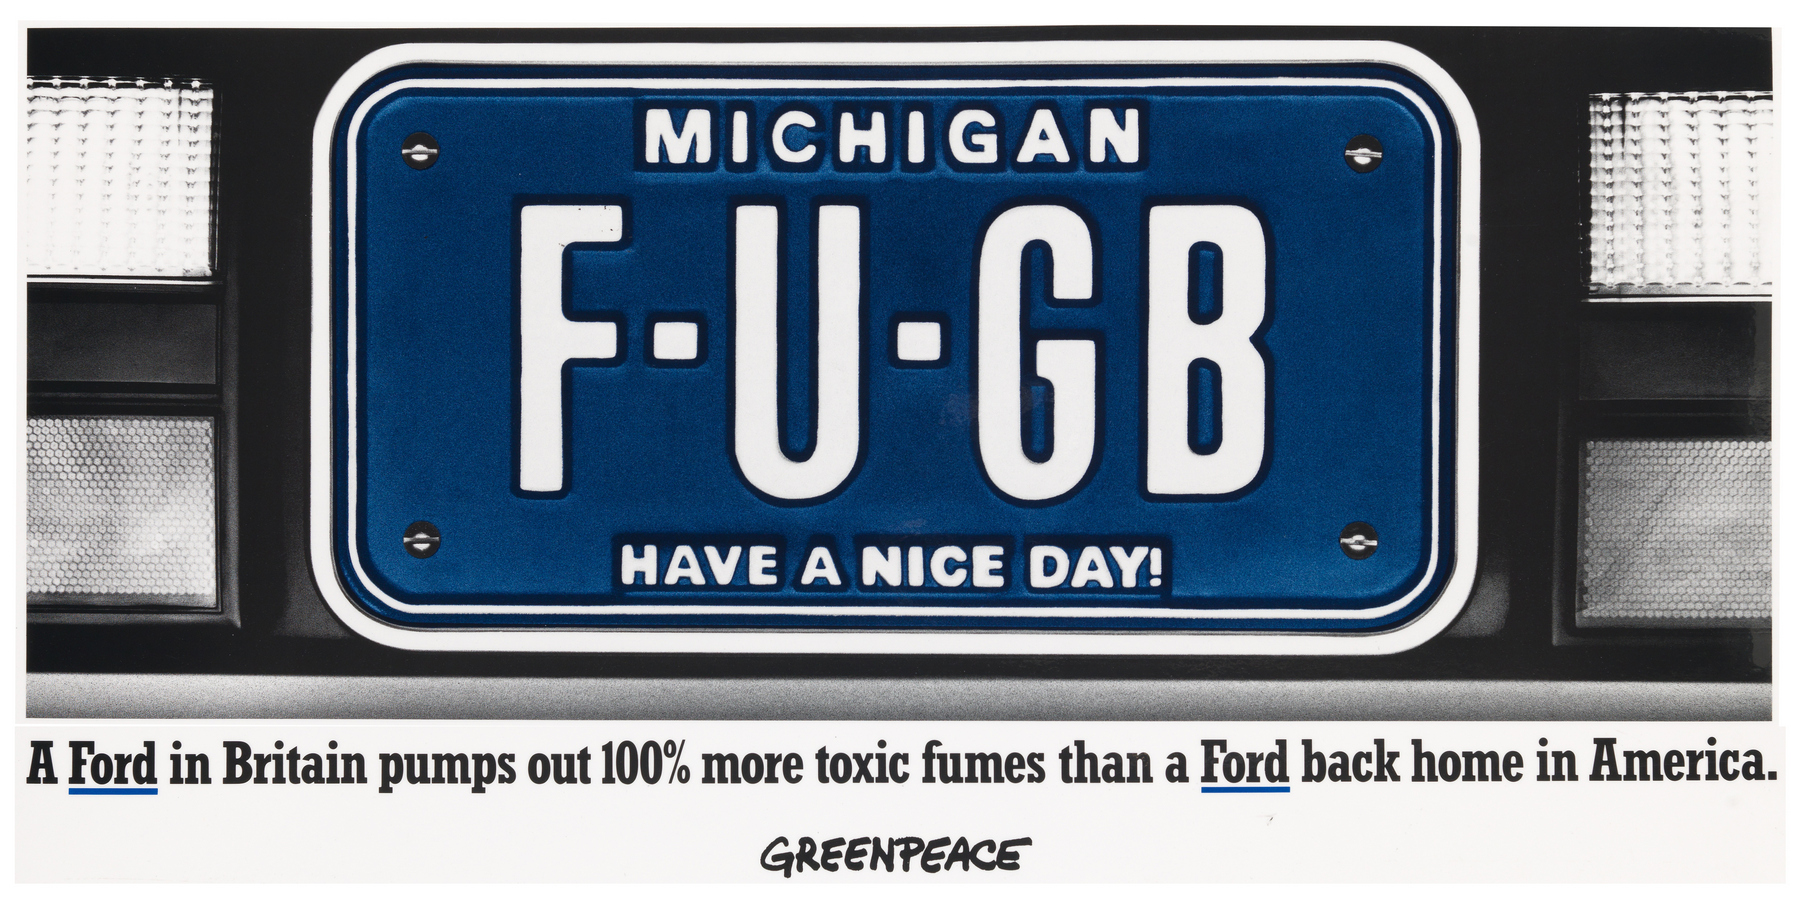 MICHIGAN
F·U·GB
HAVE A NICE DAY!
A Ford in Britain pumps out 100% more toxic fumes than a Ford back home in America.
GREENPEACE